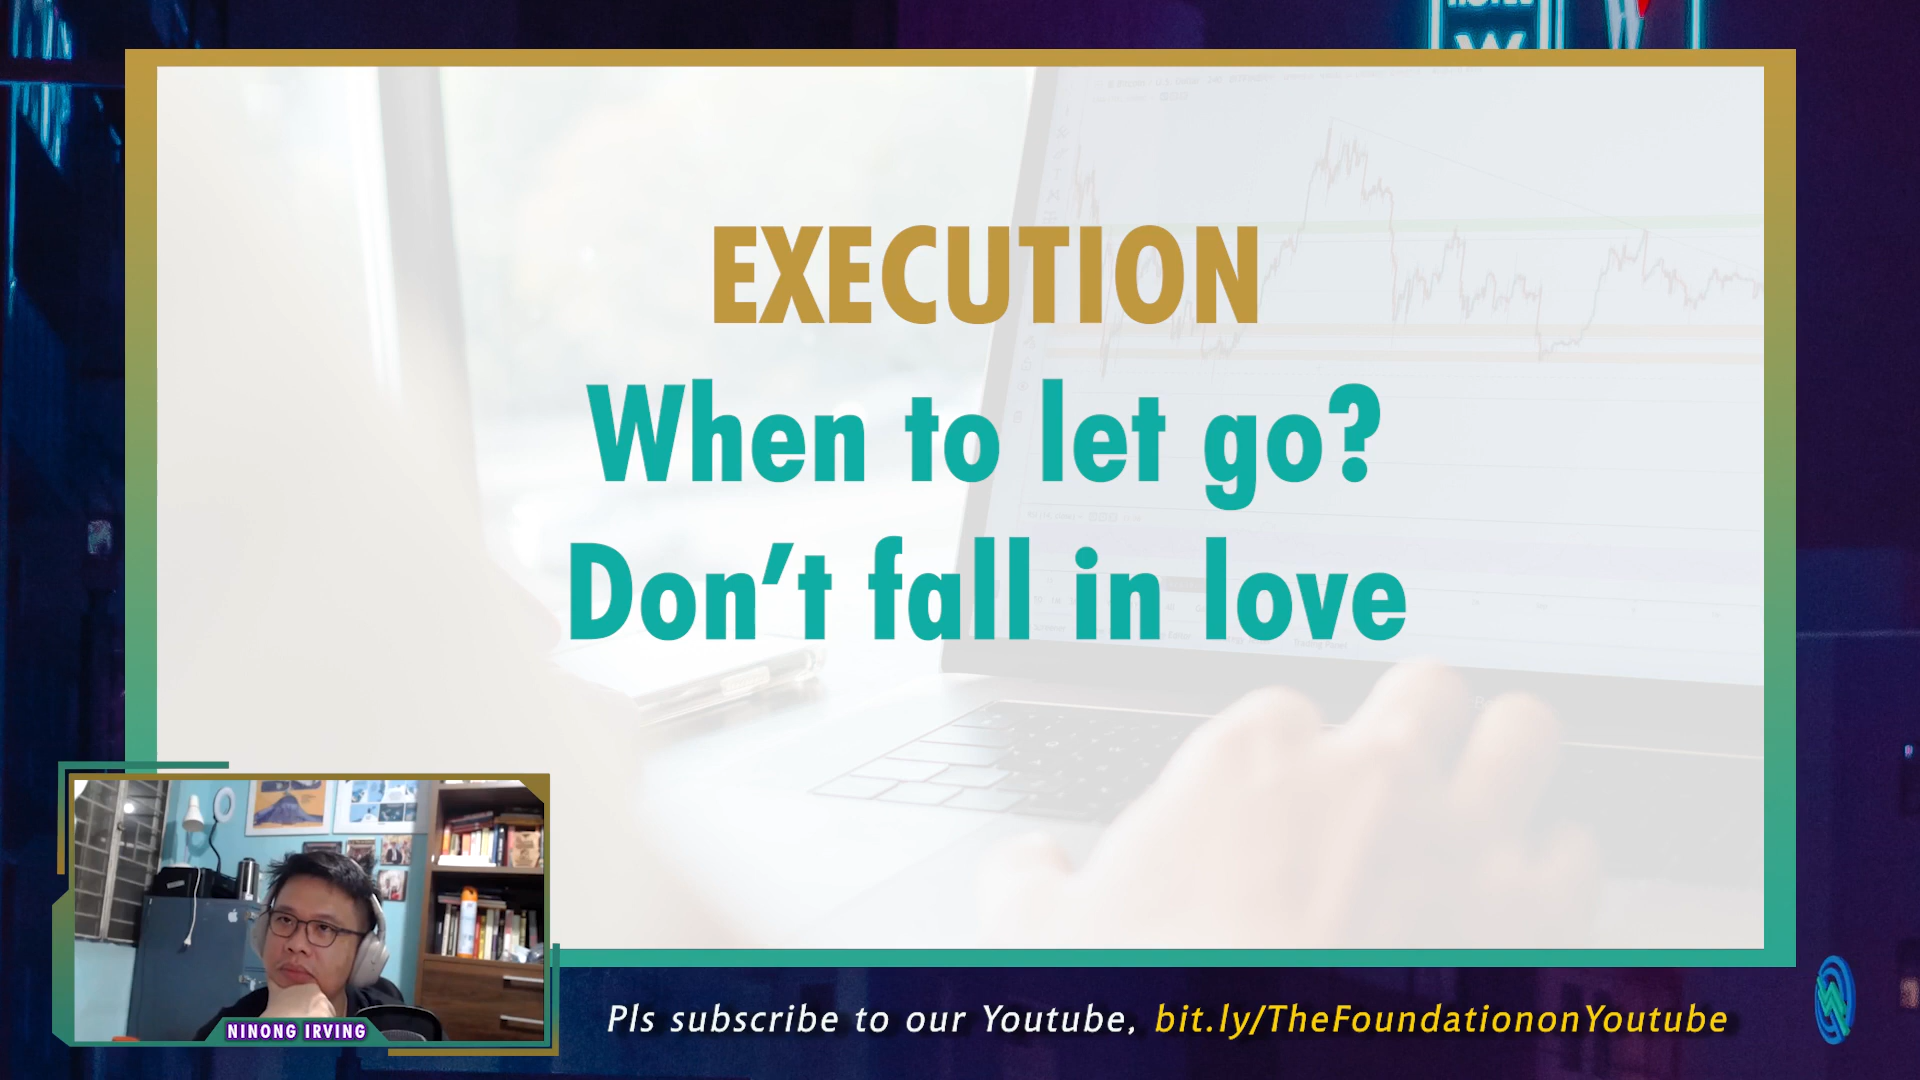 HOTEL
W
EXECUTION
When to let go?
Don't fall in love
NINONG IRVING
Pls subscribe to our Youtube, bit.ly/TheFoundationonYoutube